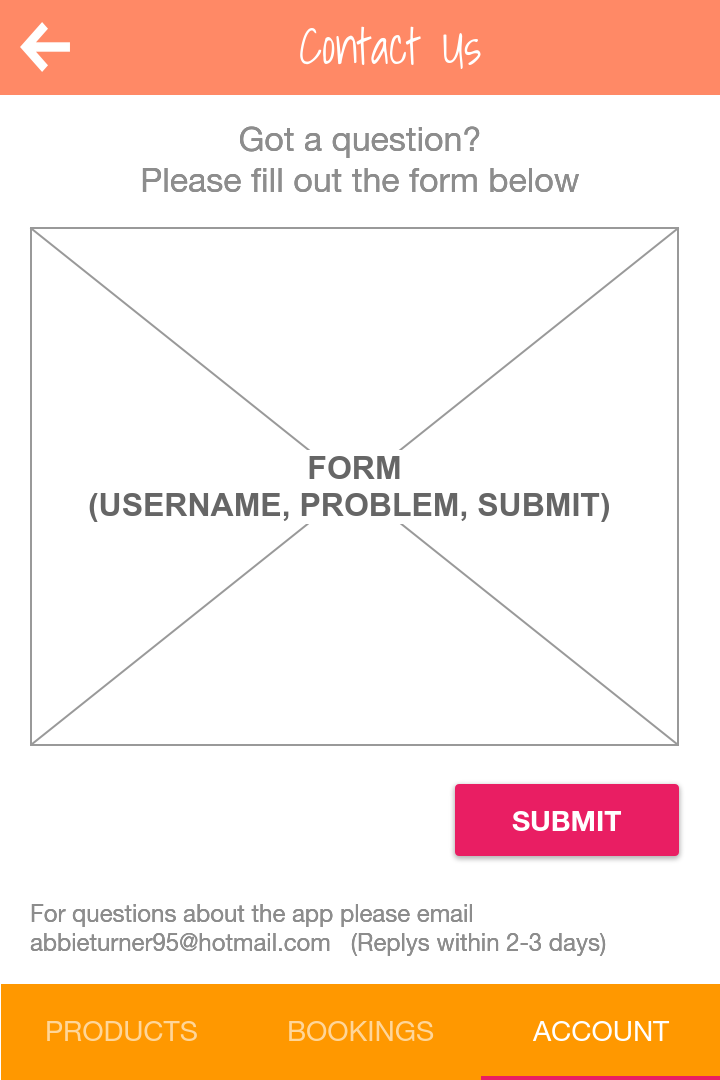 Contact Us
Got a question?
Please fill out the form below
FORM
(USERNAME, PROBLEM, SUBMIT)
SUBMIT
For questions about the app please email
abbieturner95@hotmail.com (Replys within 2-3 days)
PRODUCTS BOOKINGS ACCOUNT